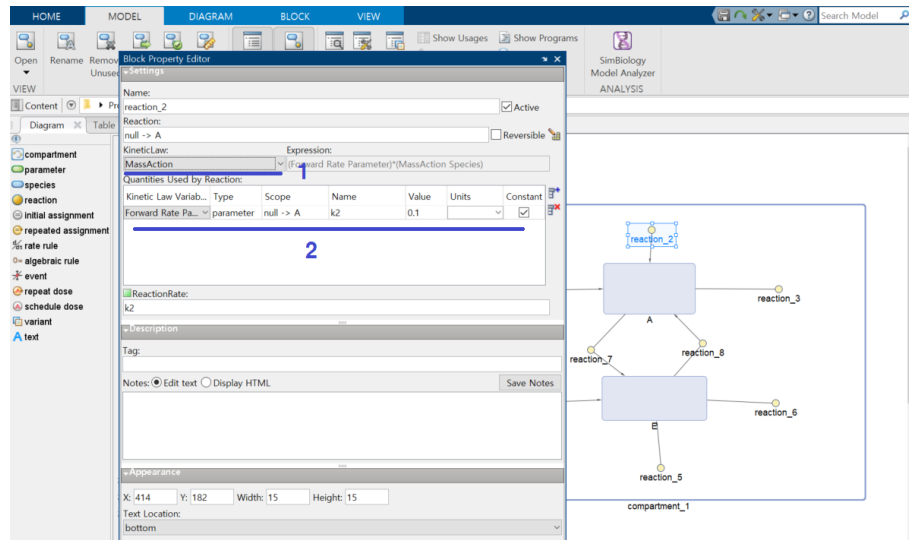 HOME MODEL DIAGRAM BLOCK VIEW Search Model
Show Usages Show Programs
Open Rename Remov SimBiology
Unuse Model Analyzer
VIEW ANALYSIS
Block Property Editor
Settings
Content Pr
Diagram Table
compartment
parameter
species
reaction
initial assignment
repeated assignment
rate rule
algebraic rule
event
repeat dose
schedule dose
variant
A text
Name:
reaction_2 Active
Reaction:
null -> A Reversible
KineticLaw: Expression:
MassAction (Forward Rate Parameter)*(MassAction Species)
1
Quantities Used by Reaction:
Kinetic Law Variab... Type Scope Name Value Units Constant
Forward Rate Pa... parameter null -> A k2 0.1
2
ReactionRate:
k2
Description
Tag:
Notes: Edit text Display HTML Save Notes
Appearance
X: 414 Y: 182 Width: 15 Height: 15
Text Location:
bottom
reaction_2
reaction_3
A
reaction_7 reaction_8
reaction_6
B
reaction_5
compartment_1